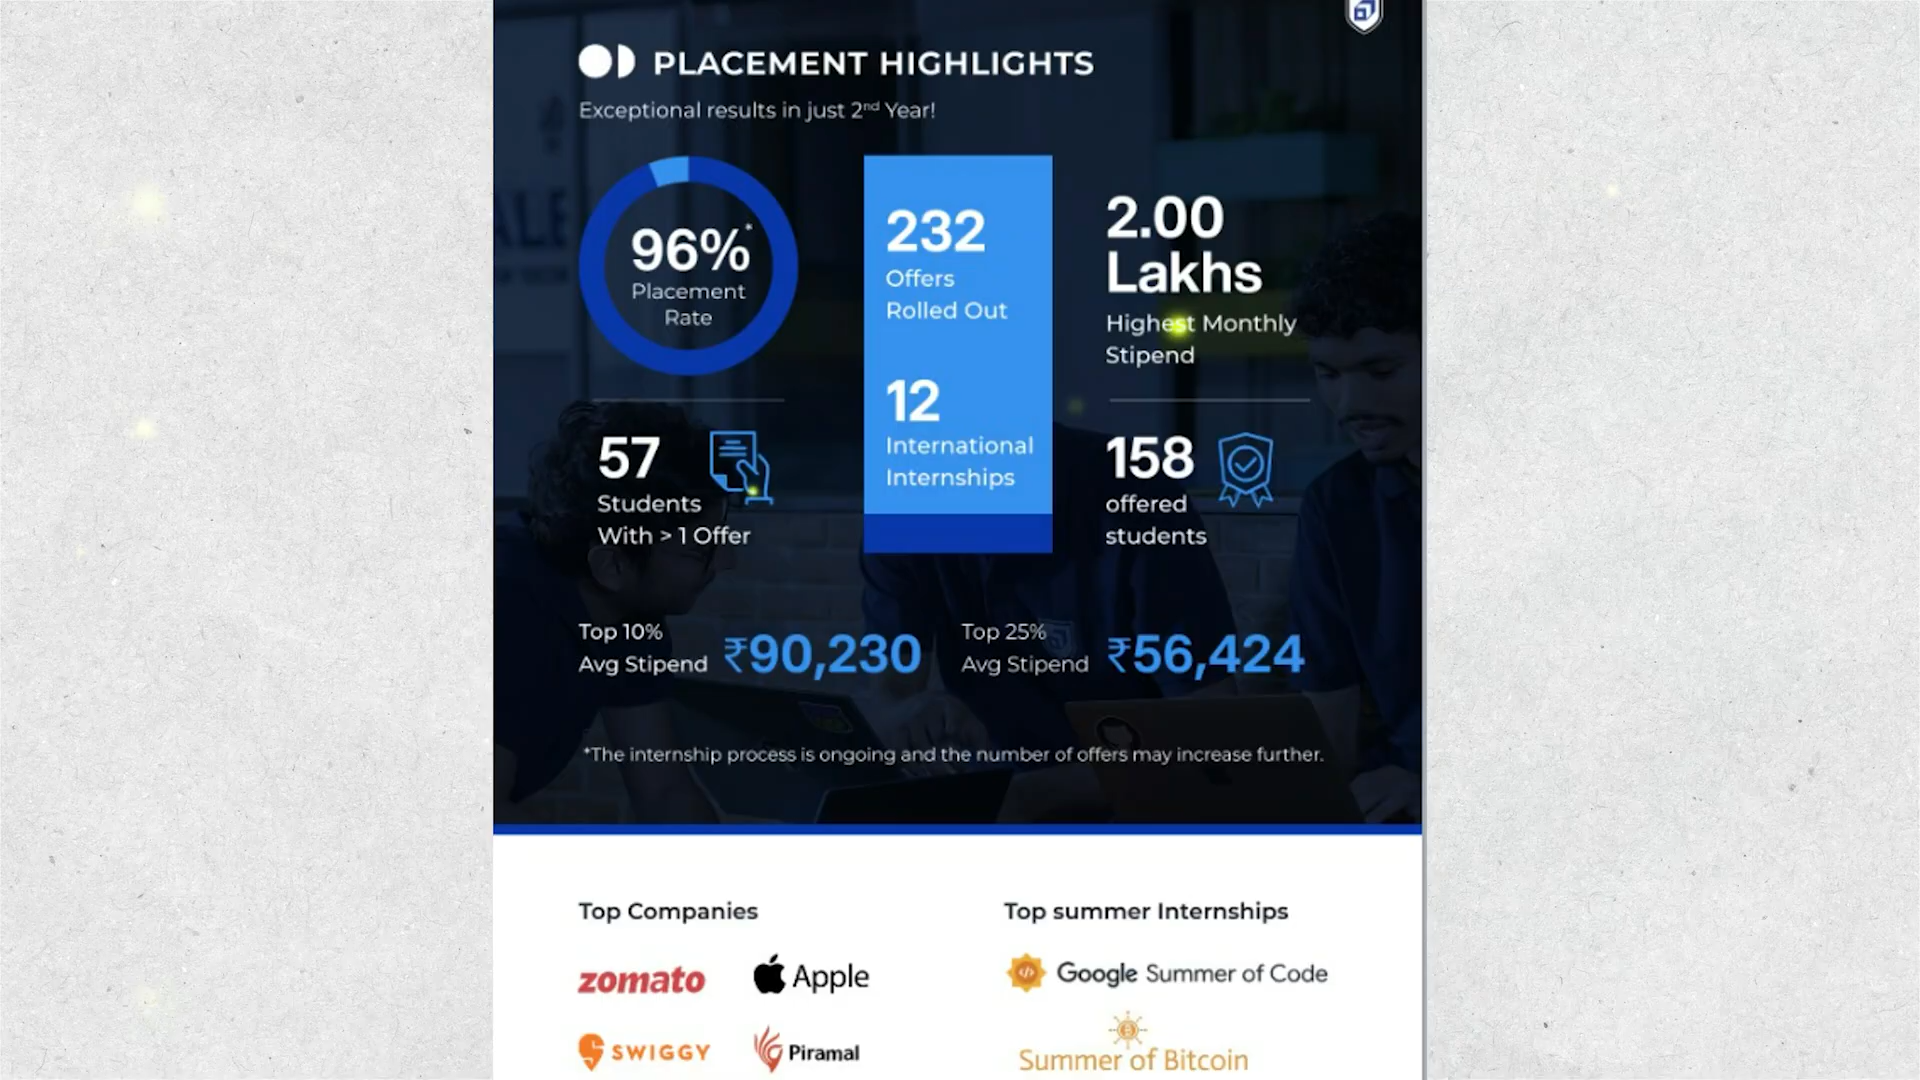 PLACEMENT HIGHLIGHTS
Exceptional results in just 2nd Year!
96%*
Placement
Rate
232
Offers
Rolled Out
12
International
Internships
2.00
Lakhs
Highest Monthly
Stipend
57
Students
With > 1 Offer
158
offered
students
Top 10%
Avg Stipend
₹90,230
Top 25%
Avg Stipend
₹56,424
*The internship process is ongoing and the number of offers may increase further.
Top Companies
zomato
Apple
SWIGGY
Piramal
Top summer Internships
Google Summer of Code
Summer of Bitcoin